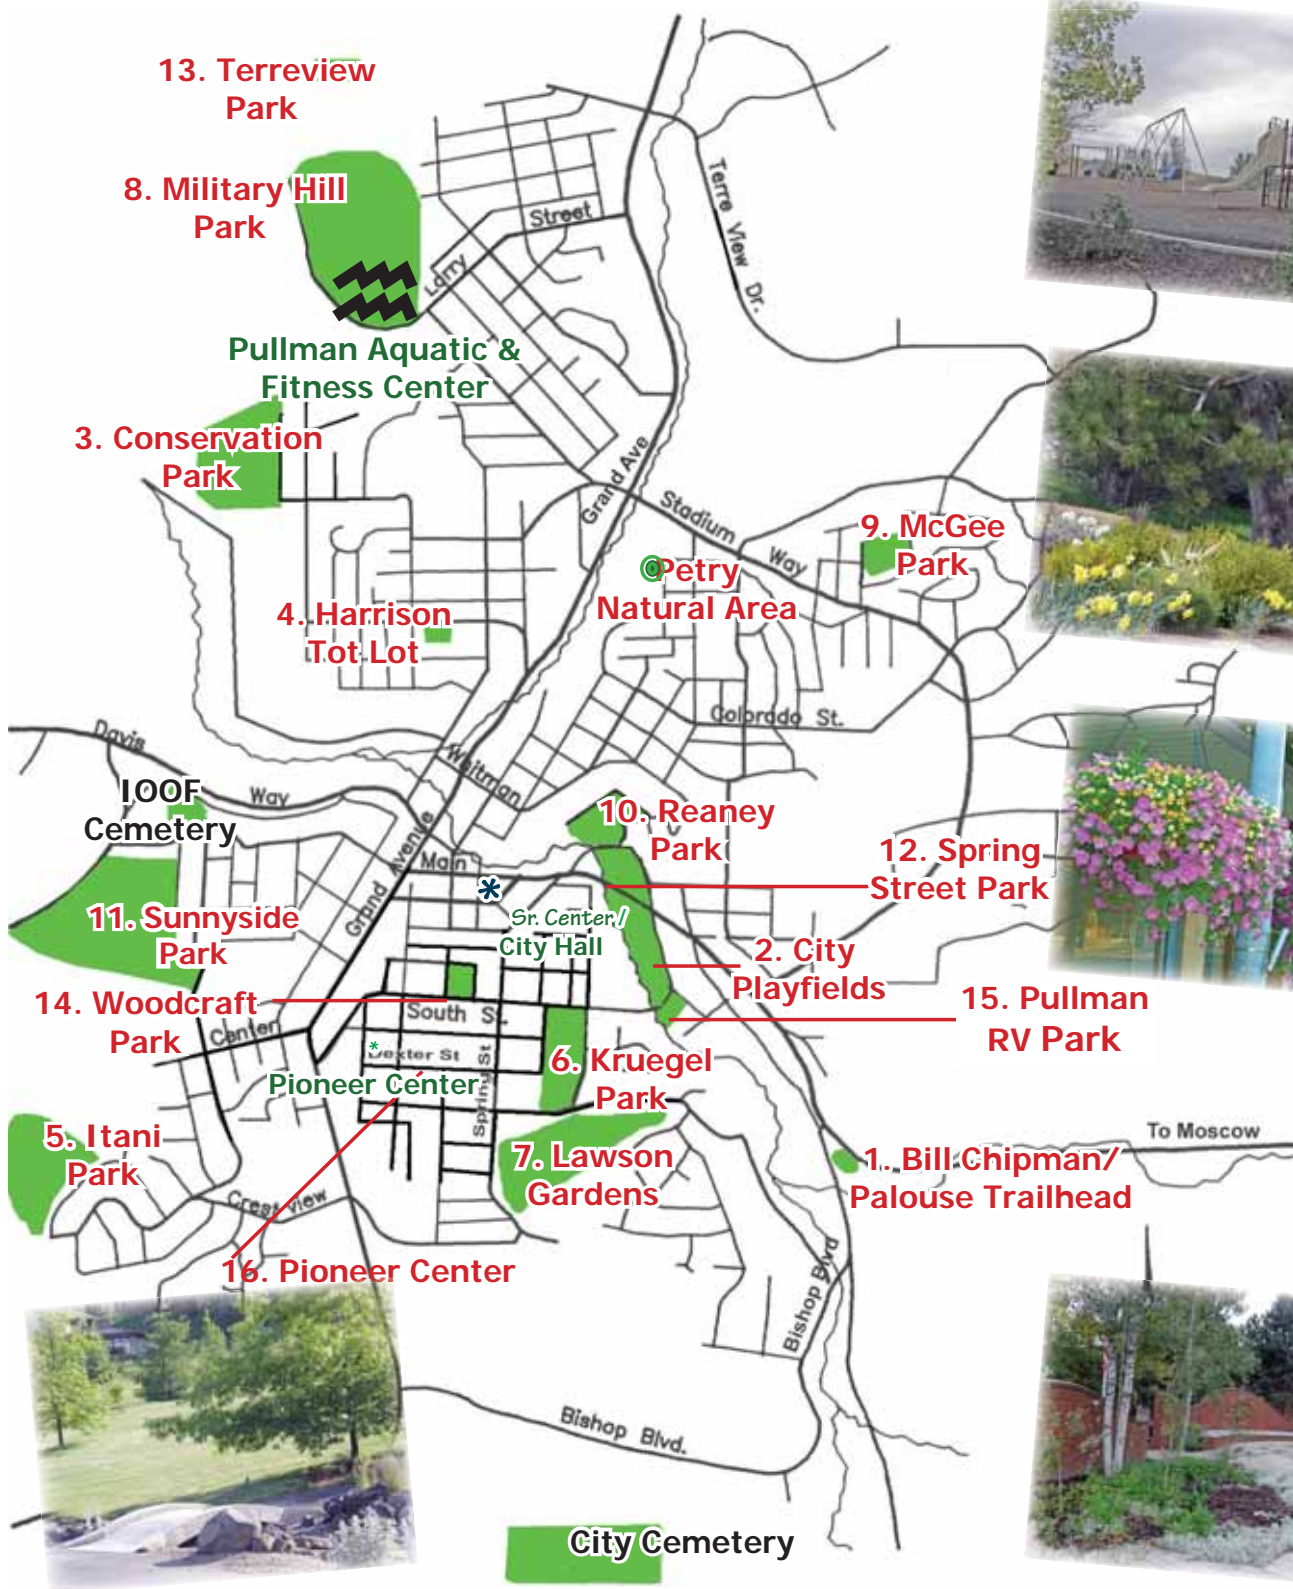 13. Terreview
Park
8. Military Hill
Park
Terre View Dr.
Street
Larry
Pullman Aquatic &
Fitness Center
3. Conservation
Park
Grand Ave
Stadium
Way
9. McGee
Park
Petry
Natural Area
4. Harrison
Tot Lot
Colorado St.
Davis
Way
Whitman
IOOF
Cemetery
10. Reaney
Park
Grand Avenue
Main
12. Spring
Street Park
11. Sunnyside
Park
Sr. Center/
City Hall
2. City
Playfields
14. Woodcraft
Park
15. Pullman
RV Park
South St.
Center
Dexter St
Spring St
Pioneer Center
6. Kruegel
Park
5. Itani
Park
To Moscow
7. Lawson
Gardens
1. Bill Chipman/
Palouse Trailhead
Crestview
16. Pioneer Center
Bishop Blvd
Bishop Blvd.
City Cemetery